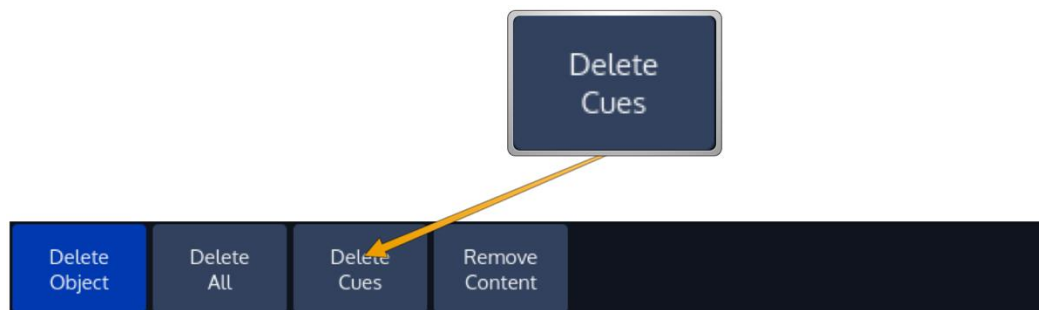 Delete
Cues
Delete
Object
Delete
All
Delete
Cues
Remove
Content